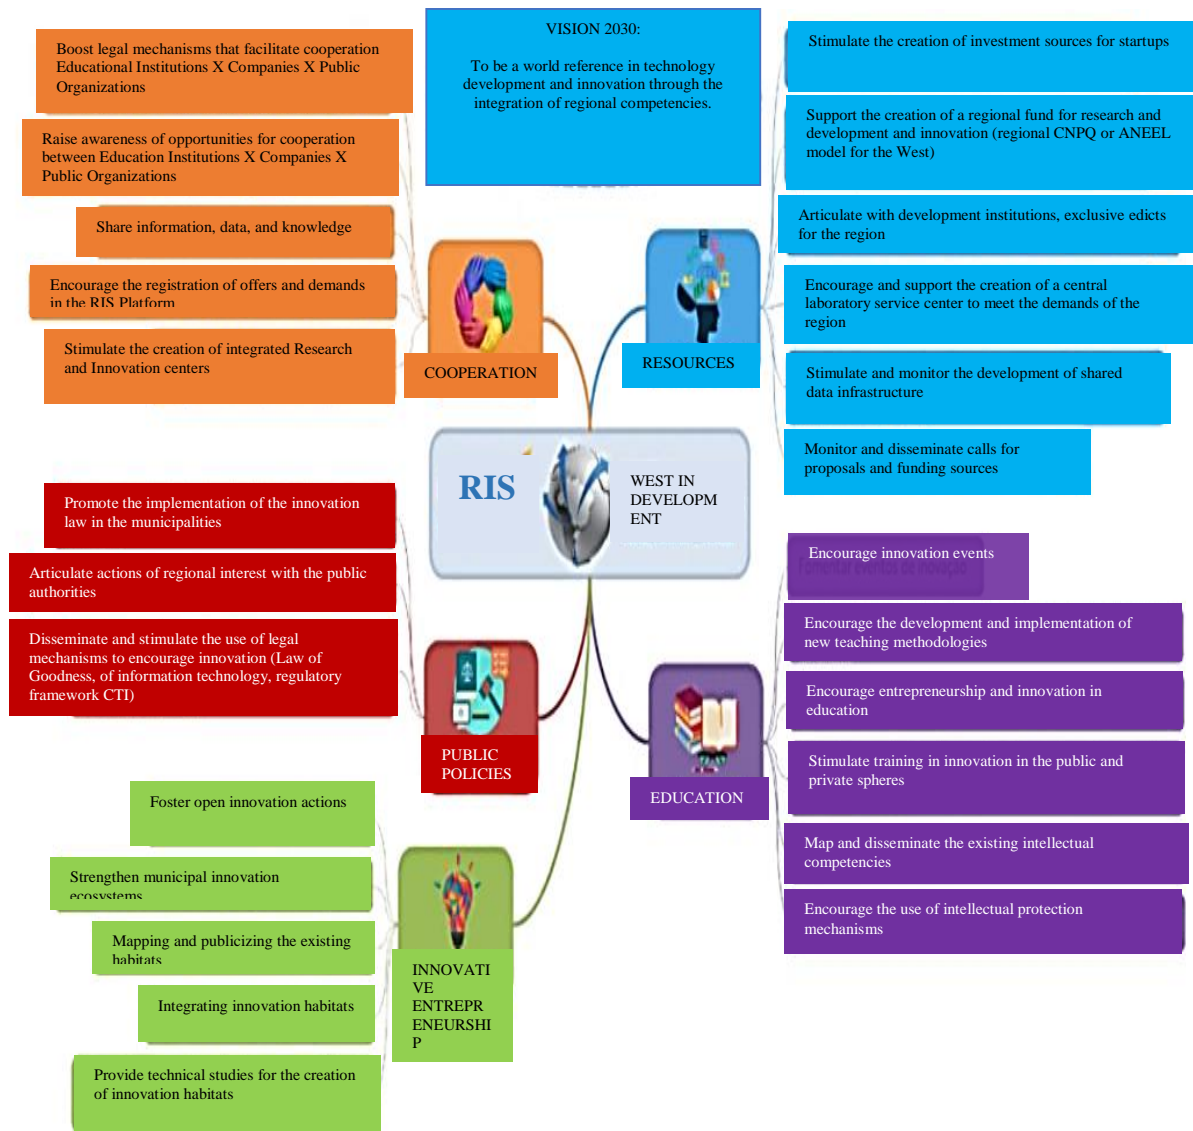 VISION 2030:
To be a world reference in technology
development and innovation through the
integration of regional competencies.
Boost legal mechanisms that facilitate cooperation
Educational Institutions X Companies X Public
Organizations
Raise awareness of opportunities for cooperation
between Education Institutions X Companies X
Public Organizations
Share information, data, and knowledge
Encourage the registration of offers and demands
in the RIS Platform
Stimulate the creation of integrated Research
and Innovation centers
COOPERATION
Stimulate the creation of investment sources for startups
Support the creation of a regional fund for research and
development and innovation (regional CNPQ or ANEEL
model for the West)
Articulate with development institutions, exclusive edicts
for the region
Encourage and support the creation of a central
laboratory service center to meet the demands of the
region
Stimulate and monitor the development of shared
data infrastructure
Monitor and disseminate calls for
proposals and funding sources
RESOURCES
RIS
WEST IN
DEVELOPM
ENT
Promote the implementation of the innovation
law in the municipalities
Articulate actions of regional interest with the public
authorities
Disseminate and stimulate the use of legal
mechanisms to encourage innovation (Law of
Goodness, of information technology, regulatory
framework CTI)
PUBLIC
POLICIES
Encourage innovation events
Fomentar eventos de inovação
Encourage the development and implementation of
new teaching methodologies
Encourage entrepreneurship and innovation in
education
Stimulate training in innovation in the public and
private spheres
Map and disseminate the existing intellectual
competencies
Encourage the use of intellectual protection
mechanisms
EDUCATION
Foster open innovation actions
Strengthen municipal innovation
ecosystems
Mapping and publicizing the existing
habitats
Integrating innovation habitats
Provide technical studies for the creation
of innovation habitats
INNOVATI
VE
ENTREPR
ENEURSHI
P